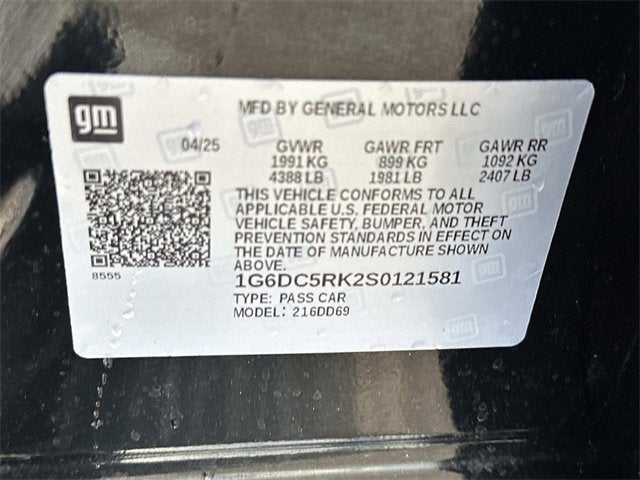 gm
MFD BY GENERAL MOTORS LLC
04/25 GVWR GAWR FRT GAWR RR
1991 KG 899 KG 1092 KG
4388 LB 1981 LB 2407 LB
THIS VEHICLE CONFORMS TO ALL
APPLICABLE U.S. FEDERAL MOTOR
VEHICLE SAFETY, BUMPER, AND THEFT
PREVENTION STANDARDS IN EFFECT ON
THE DATE OF MANUFACTURE SHOWN
ABOVE.
8555
1G6DC5RK2S0121581
TYPE: PASS CAR
MODEL: 216DD69